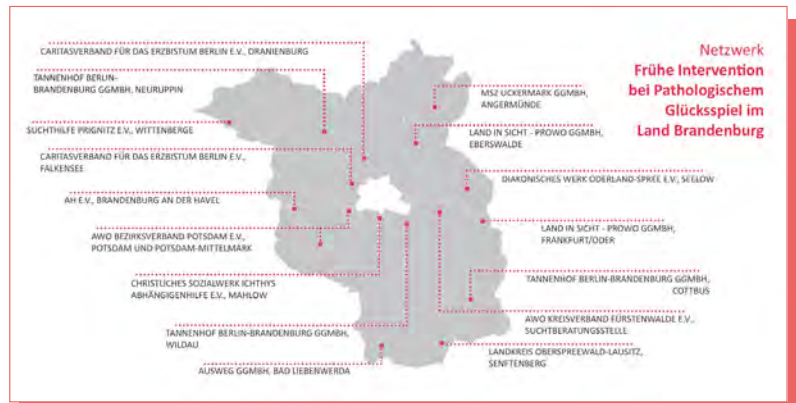 Netzwerk
Frühe Intervention
bei Pathologischem
Glücksspiel im
Land Brandenburg
CARITASVERBAND FÜR DAS ERZBISTUM BERLIN E.V., ORANIENBURG
TANNENHOF BERLIN-
BRANDENBURG GGMBH, NEURUPPIN
SUCHTHILFE PRIGNITZ E.V., WITTENBERGE
CARITASVERBAND FÜR DAS ERZBISTUM BERLIN E.V.,
FALKENSEE
AH E.V., BRANDENBURG AN DER HAVEL
AWO BEZIRKSVERBAND POTSDAM E.V.,
POTSDAM UND POTSDAM-MITTELMARK
CHRISTLICHES SOZIALWERK ICHTHYS
ABHÄNGIGENHILFE E.V., MAHLOW
TANNENHOF BERLIN-BRANDENBURG GGMBH,
WILDAU
AUSWEG GGMBH, BAD LIEBENWERDA
MSZ UCKERMARK GGMBH,
ANGERMÜNDE
LAND IN SICHT - PROWO GGMBH,
EBERSWALDE
DIAKONISCHES WERK ODERLAND-SPREE E.V., SEELOW
LAND IN SICHT - PROWO GGMBH,
FRANKFURT/ODER
TANNENHOF BERLIN-BRANDENBURG GGMBH,
COTTBUS
AWO KREISVERBAND FÜRSTENWALDE E.V.,
SUCHTBERATUNGSSTELLE
LANDKREIS OBERSPREEWALD-LAUSITZ,
SENFTENBERG